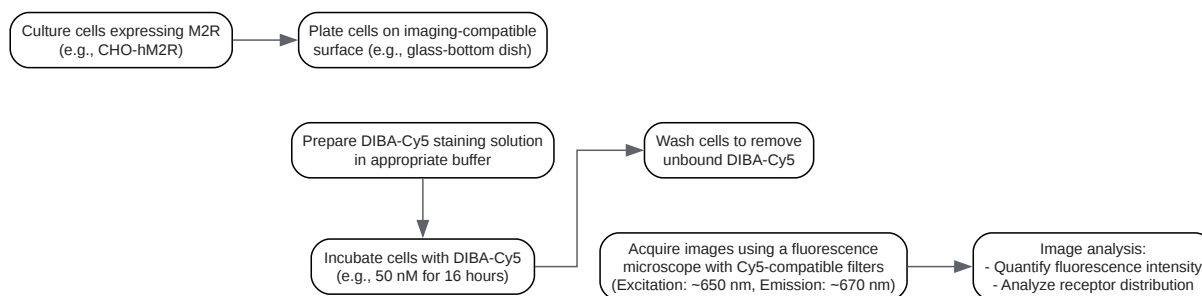 Culture cells expressing M2R
(e.g., CHO-hM2R)
Plate cells on imaging-compatible
surface (e.g., glass-bottom dish)
Prepare DIBA-Cy5 staining solution
in appropriate buffer
Wash cells to remove
unbound DIBA-Cy5
Incubate cells with DIBA-Cy5
(e.g., 50 nM for 16 hours)
Acquire images using a fluorescence
microscope with Cy5-compatible filters
(Excitation: ~650 nm, Emission: ~670 nm)
Image analysis:
- Quantify fluorescence intensity
- Analyze receptor distribution